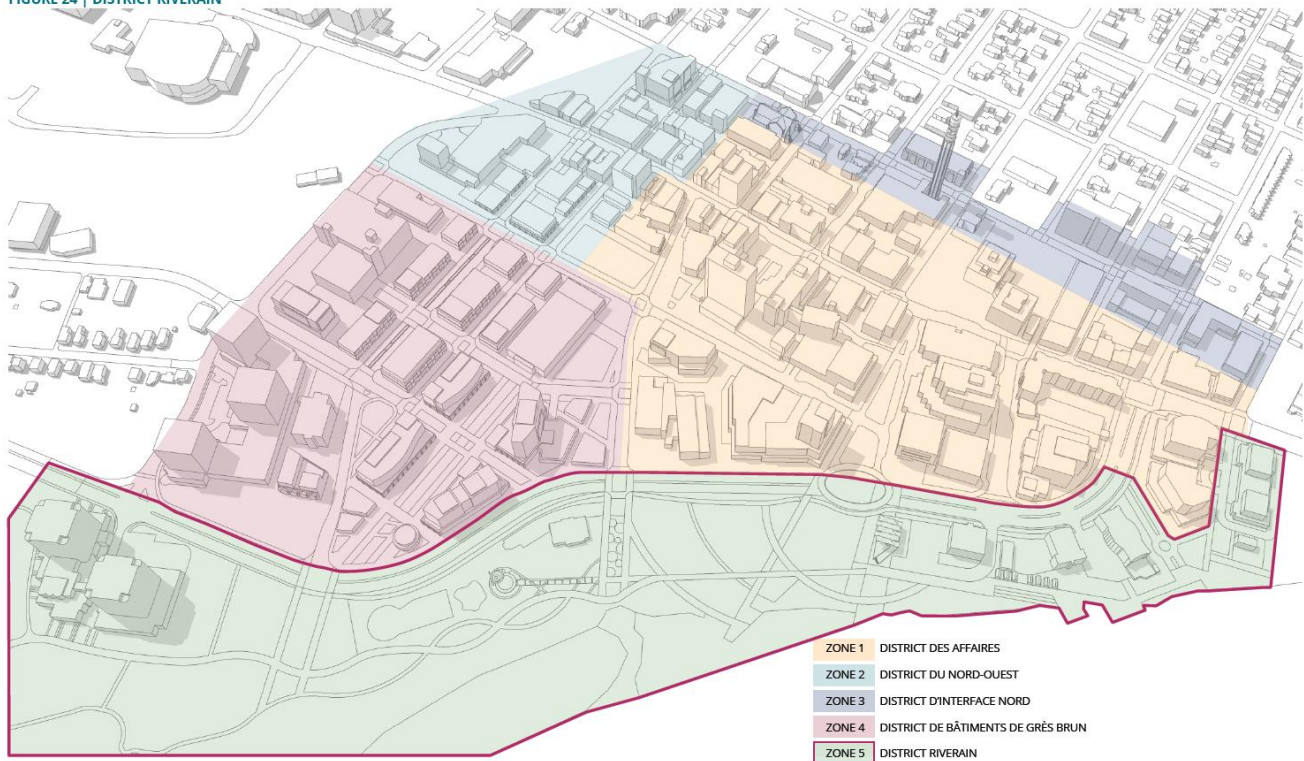 FIGURE 24 | DISTRICT RIVERAIN
ZONE 1 DISTRICT DES AFFAIRES
ZONE 2 DISTRICT DU NORD-OUEST
ZONE 3 DISTRICT D'INTERFACE NORD
ZONE 4 DISTRICT DE BÂTIMENTS DE GRÈS BRUN
ZONE 5 DISTRICT RIVERAIN